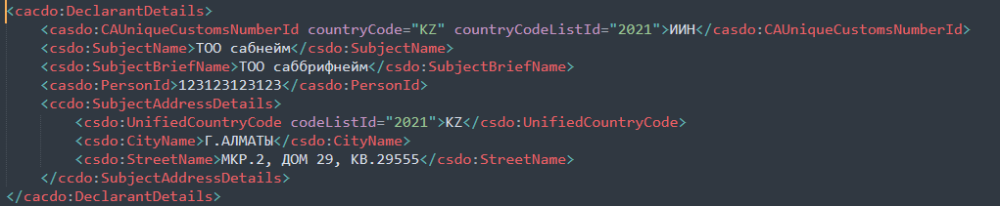 <cacdo:DeclarantDetails>
<casdo:CAUniqueCustomsNumberId countryCode="KZ" countryCodeListId="2021">ИИН</casdo:CAUniqueCustomsNumberId>
<csdo:SubjectName>ТОО сабнейм</csdo:SubjectName>
<csdo:SubjectBriefName>ТОО саббрифнейм</csdo:SubjectBriefName>
<casdo:PersonId>123123123123</casdo:PersonId>
<ccdo:SubjectAddressDetails>
<csdo:UnifiedCountryCode codeListId="2021">KZ</csdo:UnifiedCountryCode>
<csdo:CityName>Г.АЛМАТЫ</csdo:CityName>
<csdo:StreetName>МКР.2, ДОМ 29, КВ.29555</csdo:StreetName>
</ccdo:SubjectAddressDetails>
</cacdo:DeclarantDetails>